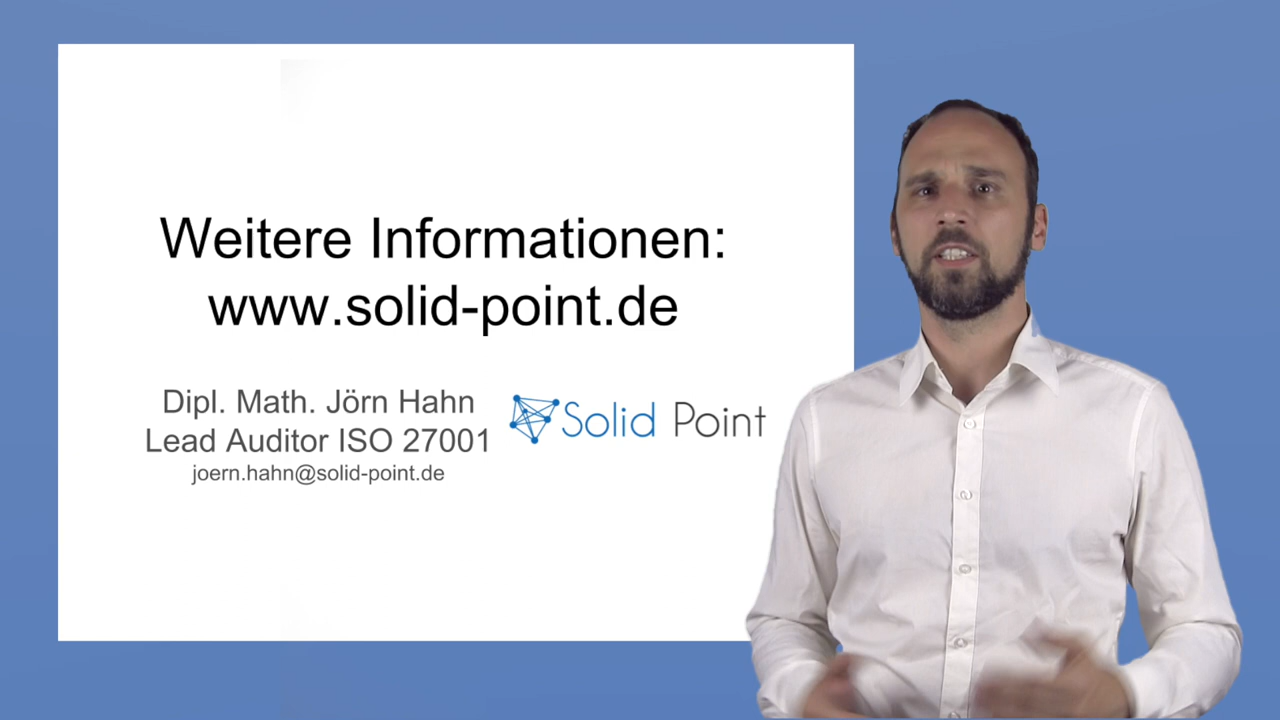 Weitere Informationen:
www.solid-point.de
Dipl. Math. Jörn Hahn
Lead Auditor ISO 27001
joern.hahn@solid-point.de
Solid Point